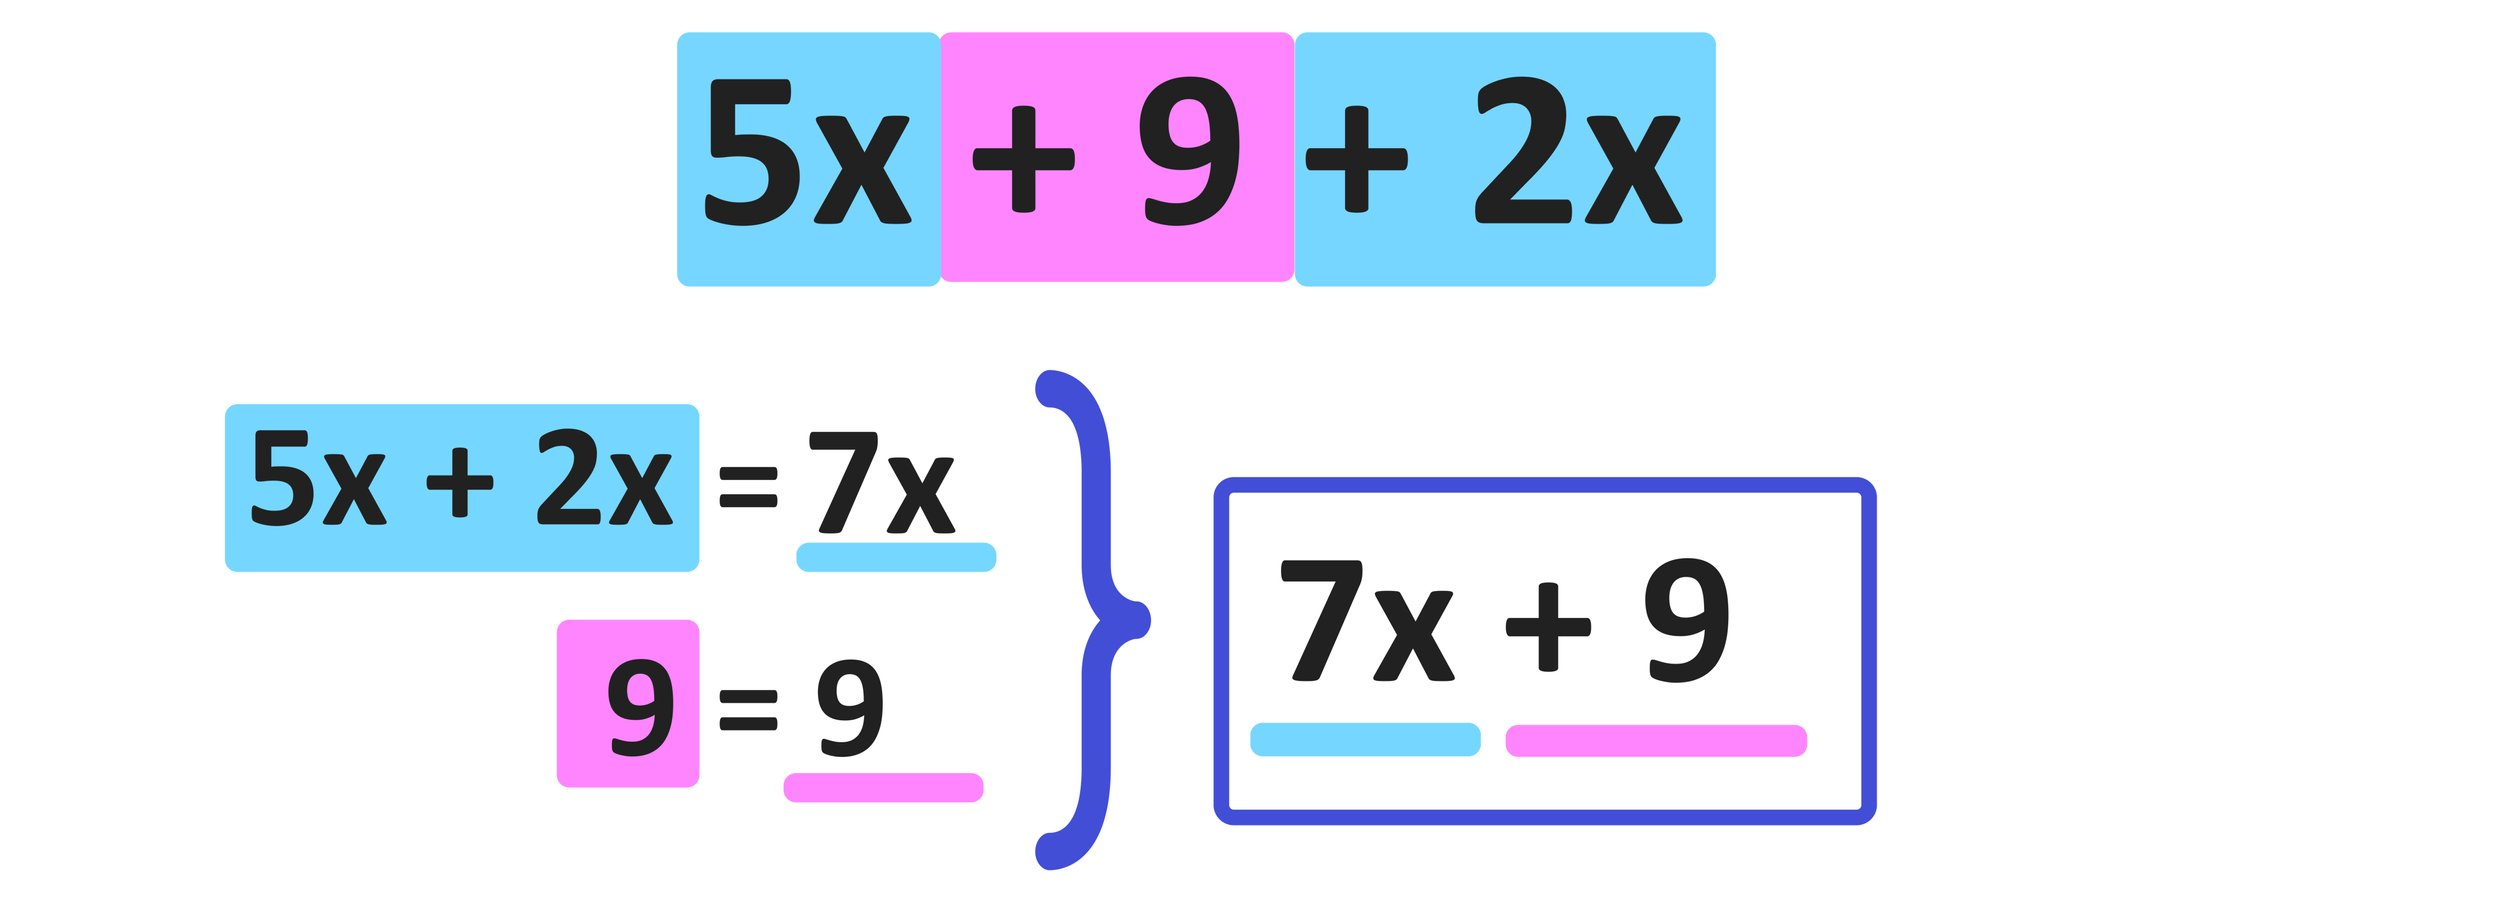 5x + 9 + 2x
5x + 2x = 7x
9 = 9
7x + 9